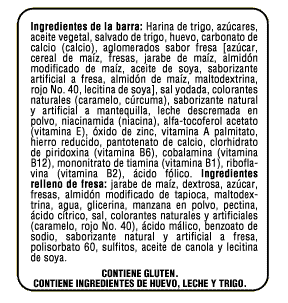 Ingredientes de la barra: Harina de trigo, azúcares,
aceite vegetal, salvado de trigo, huevo, carbonato de
calcio (calcio), aglomerados sabor fresa [azúcar,
cereal de maíz, fresas, jarabe de maíz, almidón
modificado de maíz, aceite de soya, saborizante
artificial a fresa, almidón de maíz, maltodextrina,
rojo No. 40, lecitina de soya], sal yodada, colorantes
naturales (caramelo, cúrcuma), saborizante natural
y artificial a mantequilla, leche descremada en
polvo, niacinamida (niacina), alfa-tocoferol acetato
(vitamina E), óxido de zinc, vitamina A palmitato,
hierro reducido, pantotenato de calcio, clorhidrato
de piridoxina (vitamina B6), cobalamina (vitamina
B12), mononitrato de tiamina (vitamina B1), ribofla-
vina (vitamina B2), ácido fólico. Ingredientes
relleno de fresa: jarabe de maíz, dextrosa, azúcar,
fresas, almidón modificado de tapioca, maltodex-
trina, agua, glicerina, manzana en polvo, pectina,
ácido cítrico, sal, colorantes naturales y artificiales
(caramelo, rojo No. 40), ácido málico, benzoato
de sodio, saborizante natural y artificial a fresa,
polisorbato 60, sulfitos, aceite de canola y lecitina
de soya.
CONTIENE GLUTEN.
CONTIENE INGREDIENTES DE HUEVO, LECHE Y TRIGO.